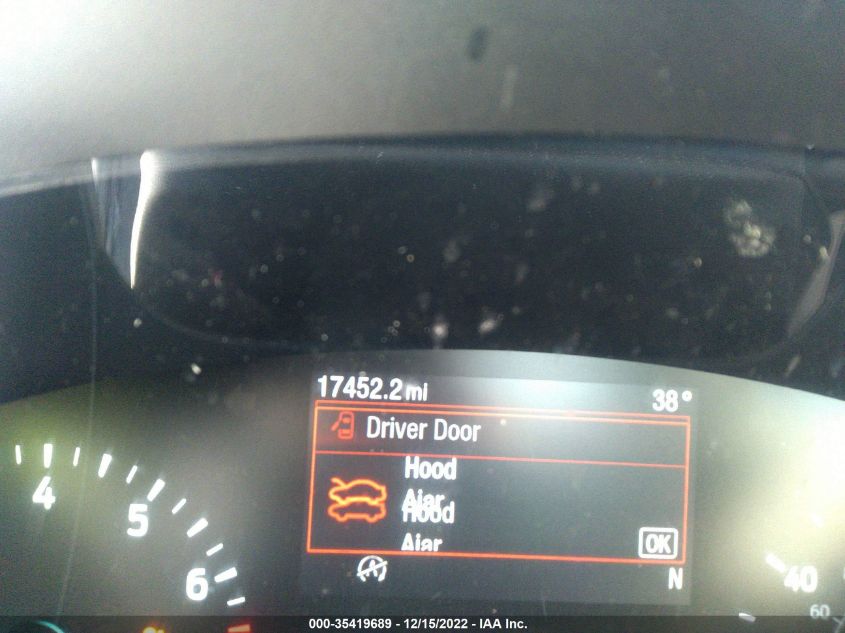 17452.2 mi 38°
Driver Door
Hood
Ajar
Hood
Ajar
OK
N
4
5
6
40
60
000-35419689 - 12/15/2022 - IAA Inc.